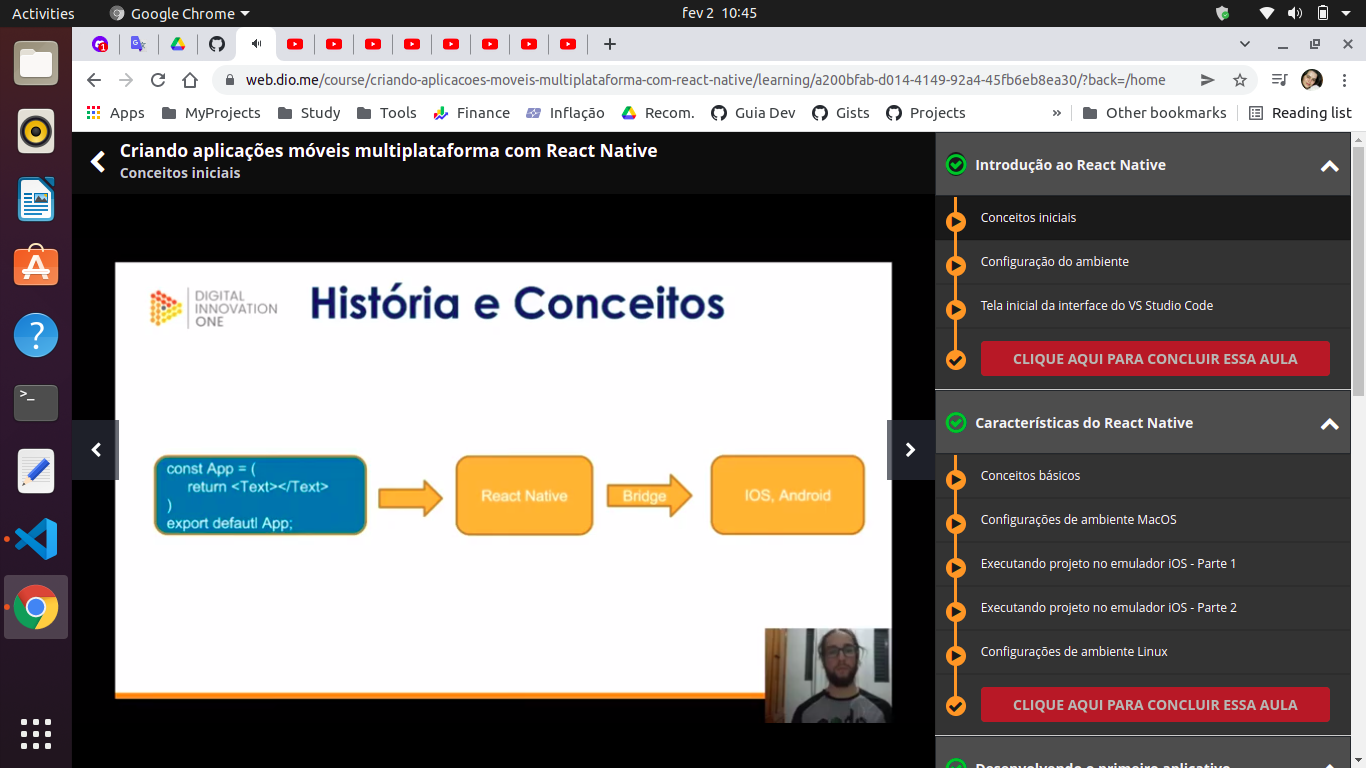 Activities
Google Chrome
fev 2 10:45
web.dio.me/course/criando-aplicacoes-moveis-multiplataforma-com-react-native/learning/a200bfab-d014-4149-92a4-45fb6eb8ea30/?back=/home
Apps
MyProjects
Study
Tools
Finance
Inflação
Recom.
Guia Dev
Gists
Projects
»
Other bookmarks
Reading list
Criando aplicações móveis multiplataforma com React Native
Conceitos iniciais
DIGITAL
INNOVATION
ONE
História e Conceitos
const App = (
return <Text></Text>
)
export defautl App;
React Native
Bridge
IOS, Android
Introdução ao React Native
Conceitos iniciais
Configuração do ambiente
Tela inicial da interface do VS Studio Code
CLIQUE AQUI PARA CONCLUIR ESSA AULA
Características do React Native
Conceitos básicos
Configurações de ambiente MacOS
Executando projeto no emulador iOS - Parte 1
Executando projeto no emulador iOS - Parte 2
Configurações de ambiente Linux
CLIQUE AQUI PARA CONCLUIR ESSA AULA
Desenvolvendo o primeiro aplicativo